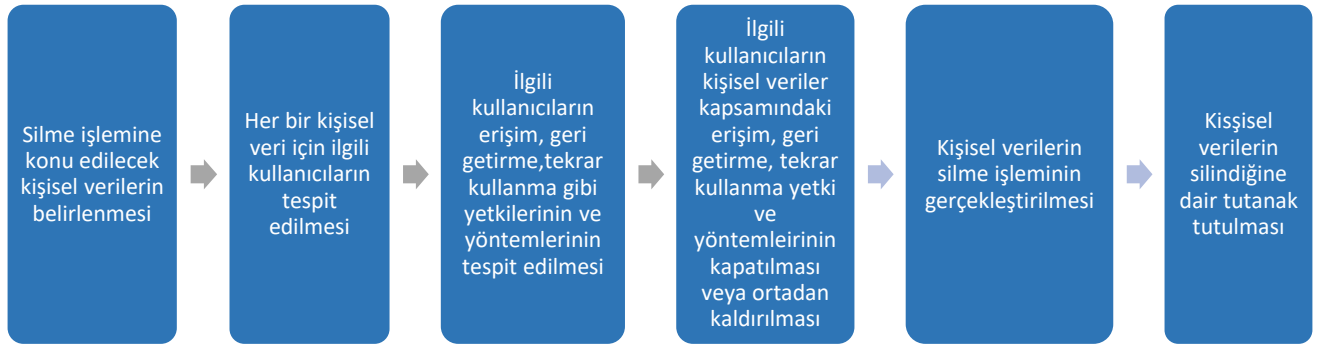 Silme işlemine
konu edilecek
kişisel verilerin
belirlenmesi
Her bir kişisel
veri için ilgili
kullanıcıların
tespit
edilmesi
İlgili
kullanıcıların
erişim, geri
getirme,tekrar
kullanma gibi
yetkilerinin ve
yöntemlerinin
tespit edilmesi
İlgili
kullanıcıların
kişisel veriler
kapsamındaki
erişim, geri
getirme, tekrar
kullanma yetki
ve
yöntemleirinin
kapatılması
veya ortadan
kaldırılması
Kişisel verilerin
silme işleminin
gerçekleştirilmesi
Kisşisel
verilerin
silindiğine
dair tutanak
tutulması